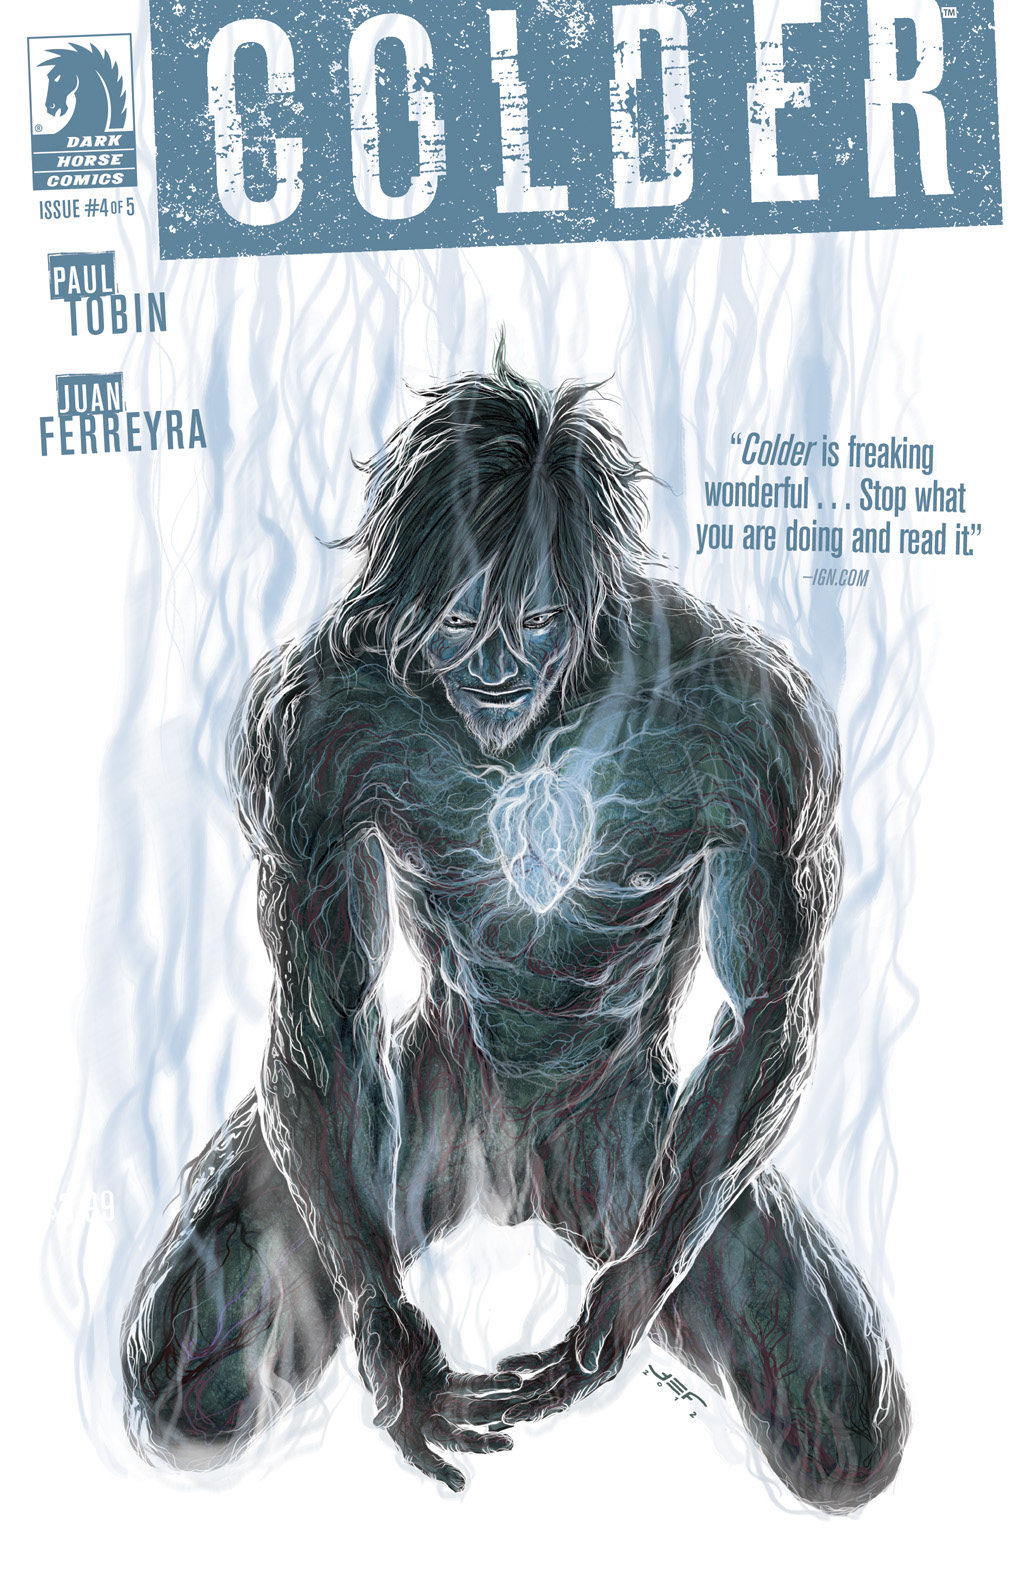 COLDER™
®
DARK
HORSE
COMICS
ISSUE #4 OF 5
PAUL
TOBIN
JUAN
FERREYRA
“Colder is freaking
wonderful . . . Stop what
you are doing and read it.”
—IGN.COM